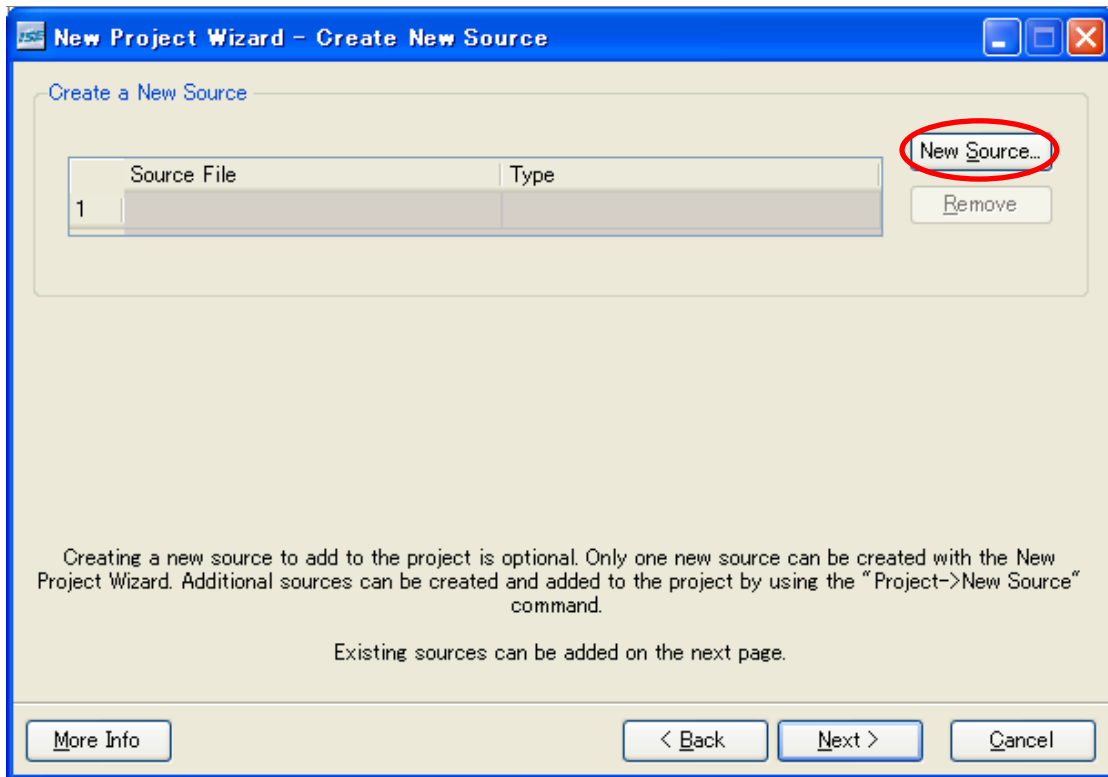 ISE New Project Wizard - Create New Source
Create a New Source
New Source...
Source File Type
1
Remove
Creating a new source to add to the project is optional. Only one new source can be created with the New
Project Wizard. Additional sources can be created and added to the project by using the "Project->New Source"
command.
Existing sources can be added on the next page.
More Info < Back Next > Cancel